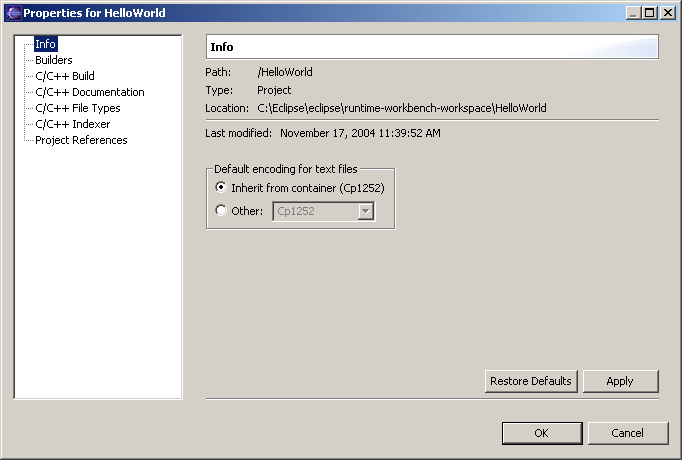 Properties for HelloWorld
Info
Builders
C/C++ Build
C/C++ Documentation
C/C++ File Types
C/C++ Indexer
Project References
Info
Path: /HelloWorld
Type: Project
Location: C:\Eclipse\eclipse\runtime-workbench-workspace\HelloWorld
Last modified: November 17, 2004 11:39:52 AM
Default encoding for text files
Inherit from container (Cp1252)
Other: Cp1252
Restore Defaults Apply
OK Cancel